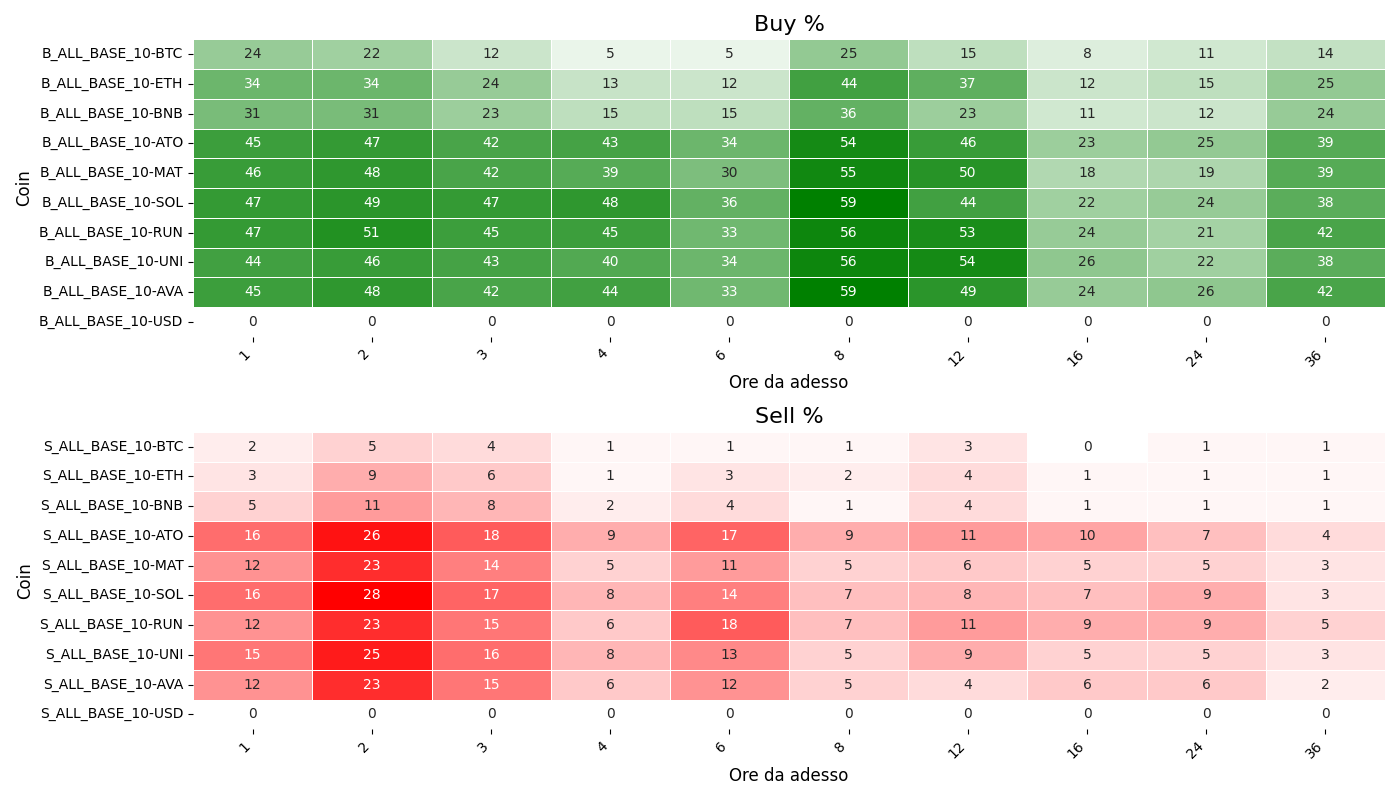 Buy %
Coin
B_ALL_BASE_10-BTC 24 22 12 5 5 25 15 8 11 14
B_ALL_BASE_10-ETH 34 34 24 13 12 44 37 12 15 25
B_ALL_BASE_10-BNB 31 31 23 15 15 36 23 11 12 24
B_ALL_BASE_10-ATO 45 47 42 43 34 54 46 23 25 39
B_ALL_BASE_10-MAT 46 48 42 39 30 55 50 18 19 39
B_ALL_BASE_10-SOL 47 49 47 48 36 59 44 22 24 38
B_ALL_BASE_10-RUN 47 51 45 45 33 56 53 24 21 42
B_ALL_BASE_10-UNI 44 46 43 40 34 56 54 26 22 38
B_ALL_BASE_10-AVA 45 48 42 44 33 59 49 24 26 42
B_ALL_BASE_10-USD 0 0 0 0 0 0 0 0 0 0
1 2 3 4 6 8 12 16 24 36
Ore da adesso
Sell %
Coin
S_ALL_BASE_10-BTC 2 5 4 1 1 1 3 0 1 1
S_ALL_BASE_10-ETH 3 9 6 1 3 2 4 1 1 1
S_ALL_BASE_10-BNB 5 11 8 2 4 1 4 1 1 1
S_ALL_BASE_10-ATO 16 26 18 9 17 9 11 10 7 4
S_ALL_BASE_10-MAT 12 23 14 5 11 5 6 5 5 3
S_ALL_BASE_10-SOL 16 28 17 8 14 7 8 7 9 3
S_ALL_BASE_10-RUN 12 23 15 6 18 7 11 9 9 5
S_ALL_BASE_10-UNI 15 25 16 8 13 5 9 5 5 3
S_ALL_BASE_10-AVA 12 23 15 6 12 5 4 6 6 2
S_ALL_BASE_10-USD 0 0 0 0 0 0 0 0 0 0
1 2 3 4 6 8 12 16 24 36
Ore da adesso